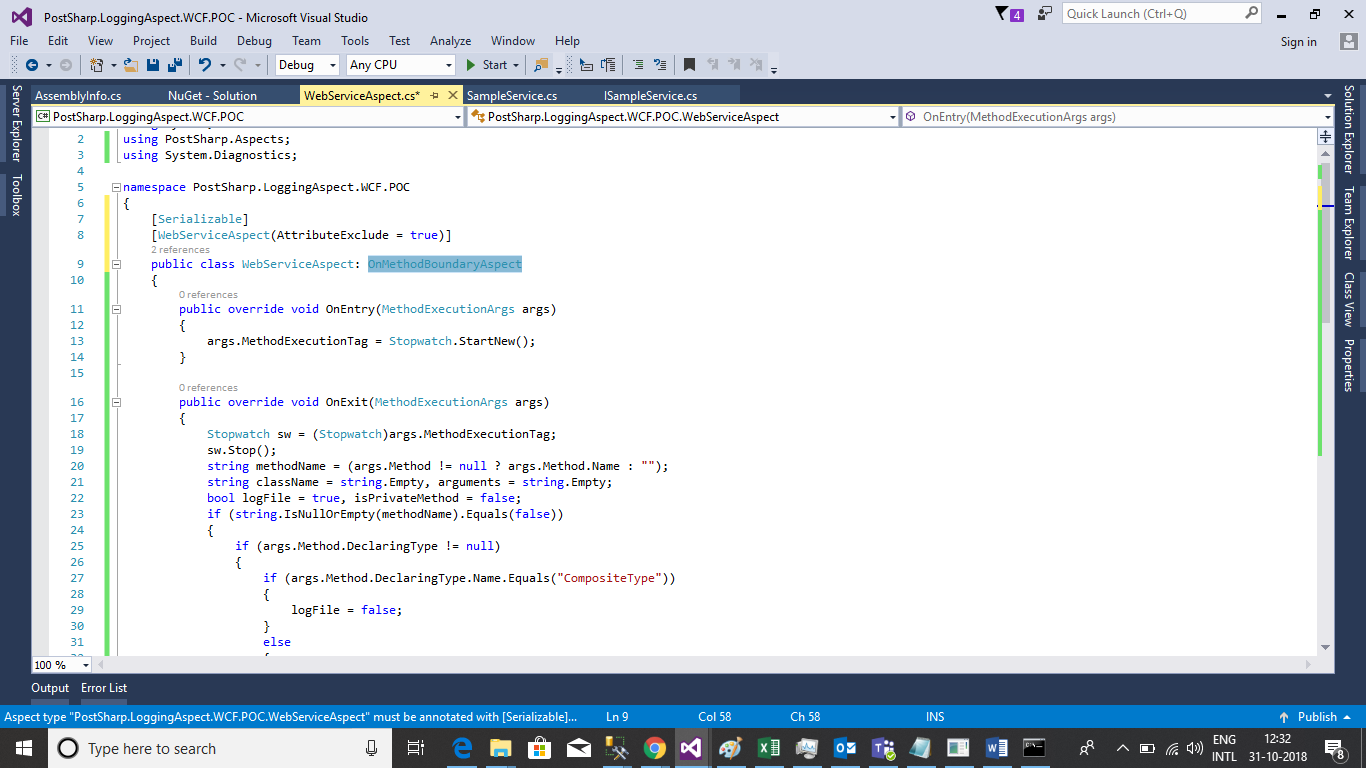 PostSharp.LoggingAspect.WCF.POC - Microsoft Visual Studio
4
Quick Launch (Ctrl+Q)
File Edit View Project Build Debug Team Tools Test Analyze Window Help
Sign in
Debug Any CPU Start
AssemblyInfo.cs NuGet - Solution WebServiceAspect.cs* SampleService.cs ISampleService.cs
C# PostSharp.LoggingAspect.WCF.POC PostSharp.LoggingAspect.WCF.POC.WebServiceAspect OnEntry(MethodExecutionArgs args)
Server Explorer
Toolbox
Solution Explorer
Team Explorer
Class View
Properties
2 using PostSharp.Aspects;
3 using System.Diagnostics;
4
5 namespace PostSharp.LoggingAspect.WCF.POC
6 {
7 [Serializable]
8 [WebServiceAspect(AttributeExclude = true)]
2 references
9 public class WebServiceAspect: OnMethodBoundaryAspect
10 {
0 references
11 public override void OnEntry(MethodExecutionArgs args)
12 {
13 args.MethodExecutionTag = Stopwatch.StartNew();
14 }
15
0 references
16 public override void OnExit(MethodExecutionArgs args)
17 {
18 Stopwatch sw = (Stopwatch)args.MethodExecutionTag;
19 sw.Stop();
20 string methodName = (args.Method != null ? args.Method.Name : "");
21 string className = string.Empty, arguments = string.Empty;
22 bool logFile = true, isPrivateMethod = false;
23 if (string.IsNullOrEmpty(methodName).Equals(false))
24 {
25 if (args.Method.DeclaringType != null)
26 {
27 if (args.Method.DeclaringType.Name.Equals("CompositeType"))
28 {
29 logFile = false;
30 }
31 else
100 %
Output Error List
Aspect type "PostSharp.LoggingAspect.WCF.POC.WebServiceAspect" must be annotated with [Serializable]... Ln 9 Col 58 Ch 58 INS Publish
Type here to search
ENG
INTL
12:32
31-10-2018
8